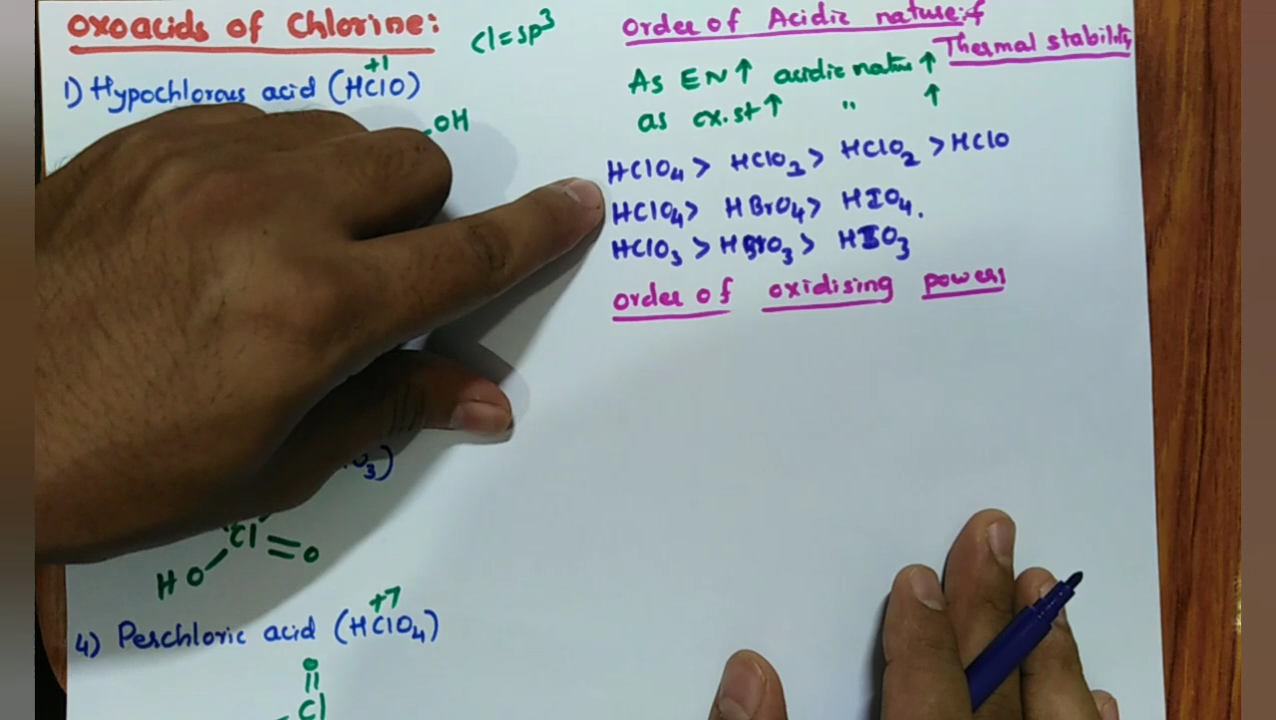 Oxoacids of Chlorine:
Cl = sp³
1) Hypochlorous acid (HClO)
+1
OH
O₃)
Cl = O
HO
+7
4) Perchloric acid (HClO₄)
O
Cl
Order of Acidic nature: &
Thermal stability
As EN↑ acidic nature ↑
as ox.st↑ " ↑
HClO₄ > HClO₃ > HClO₂ > HClO
HClO₄ > HBrO₄ > HIO₄.
HClO₃ > HBrO₃ > HIO₃
order of oxidising powers